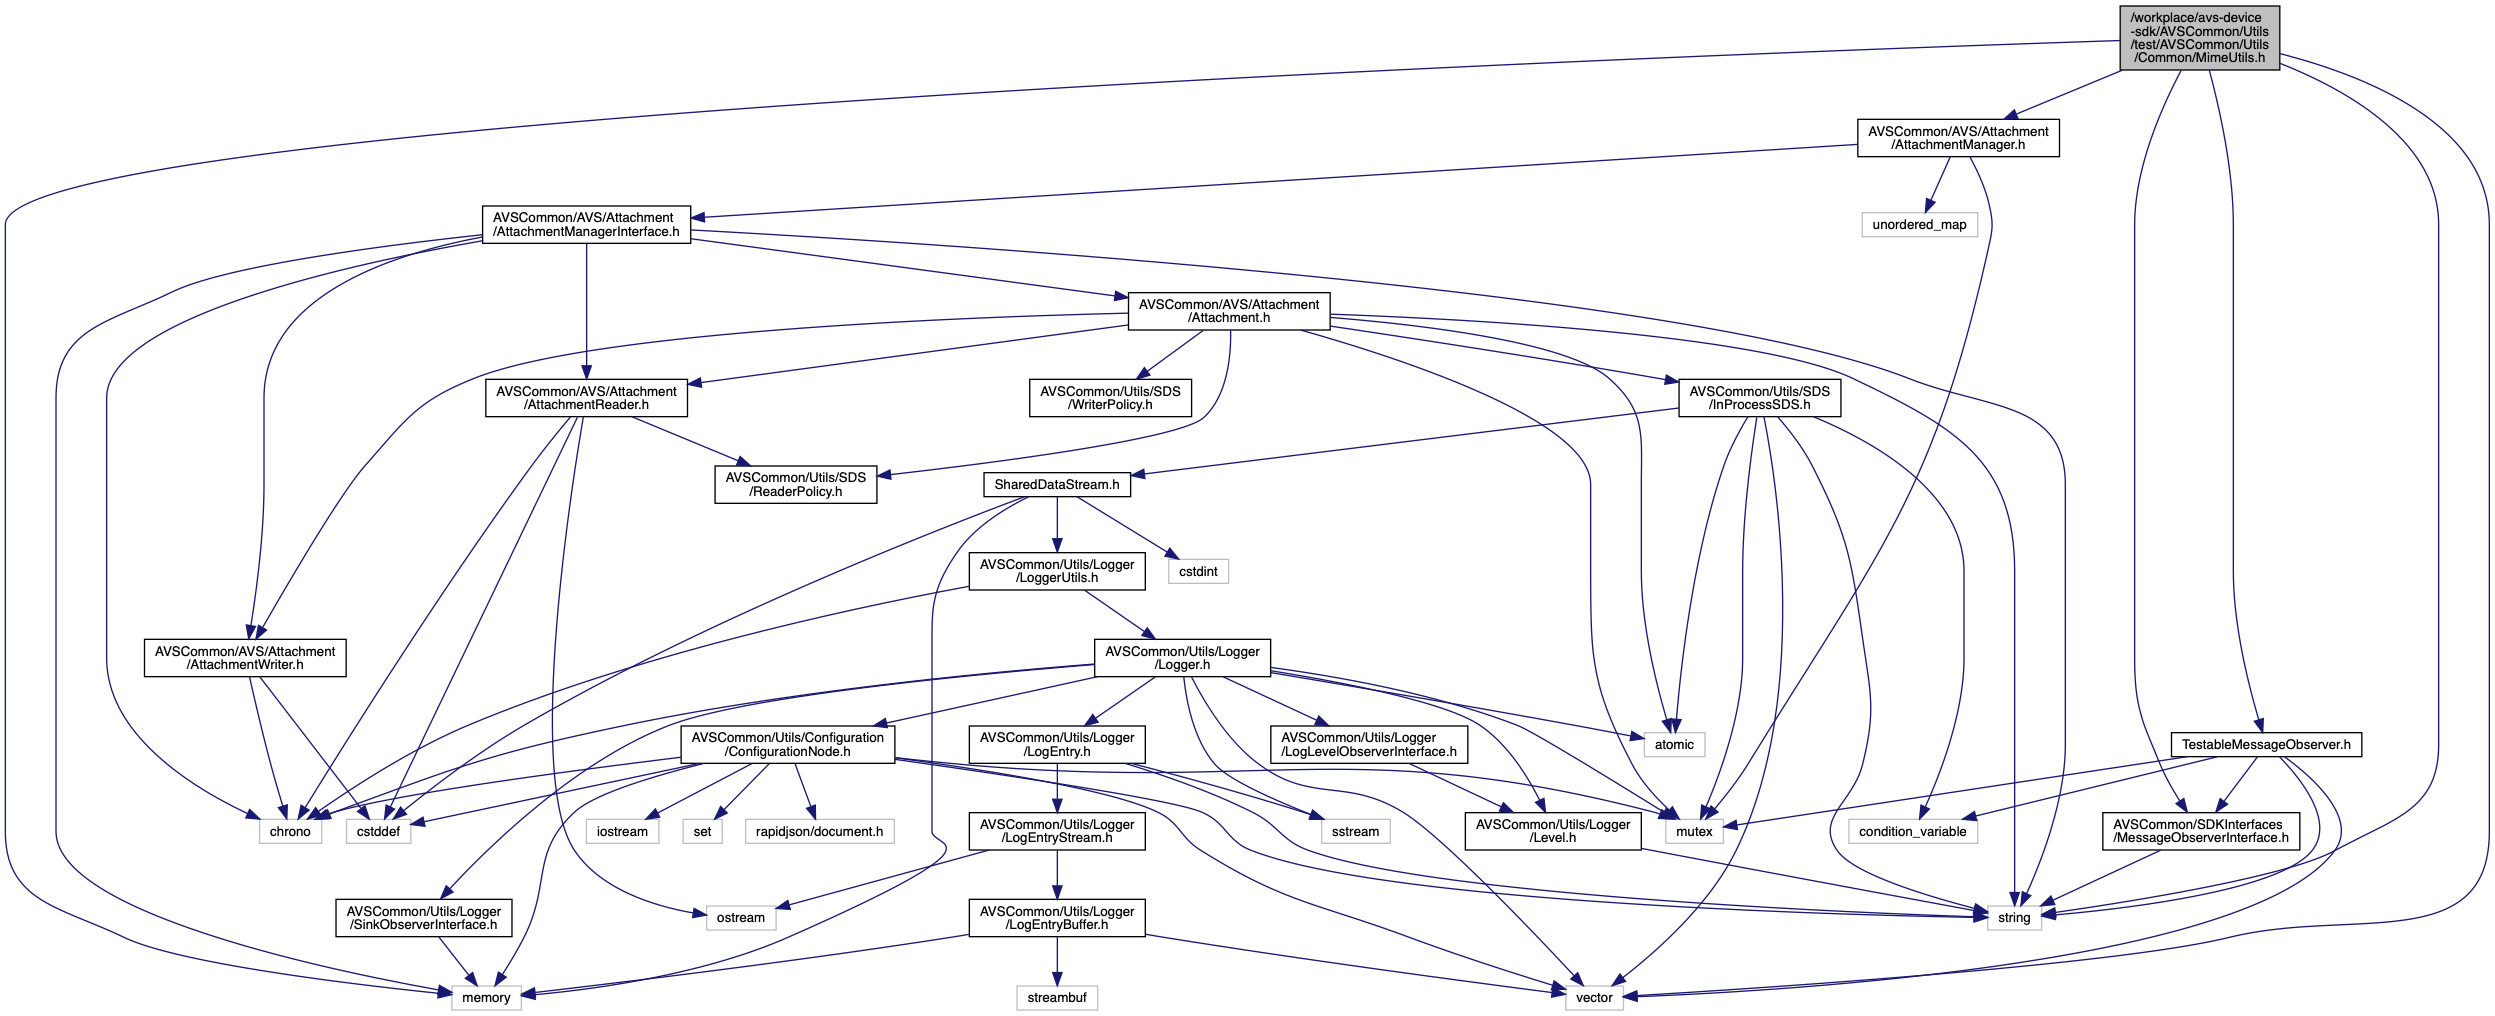 /workplace/avs-device
-sdk/AVSCommon/Utils
/test/AVSCommon/Utils
/Common/MimeUtils.h
AVSCommon/AVS/Attachment
/AttachmentManager.h
AVSCommon/AVS/Attachment
/AttachmentManagerInterface.h
unordered_map
AVSCommon/AVS/Attachment
/Attachment.h
AVSCommon/AVS/Attachment
/AttachmentReader.h
AVSCommon/Utils/SDS
/WriterPolicy.h
AVSCommon/Utils/SDS
/InProcessSDS.h
AVSCommon/Utils/SDS
/ReaderPolicy.h
SharedDataStream.h
AVSCommon/Utils/Logger
/LoggerUtils.h
cstdint
AVSCommon/AVS/Attachment
/AttachmentWriter.h
AVSCommon/Utils/Logger
/Logger.h
AVSCommon/Utils/Configuration
/ConfigurationNode.h
AVSCommon/Utils/Logger
/LogEntry.h
AVSCommon/Utils/Logger
/LogLevelObserverInterface.h
atomic
TestableMessageObserver.h
chrono
cstddef
iostream
set
rapidjson/document.h
AVSCommon/Utils/Logger
/LogEntryStream.h
sstream
AVSCommon/Utils/Logger
/Level.h
mutex
condition_variable
AVSCommon/SDKInterfaces
/MessageObserverInterface.h
AVSCommon/Utils/Logger
/SinkObserverInterface.h
ostream
AVSCommon/Utils/Logger
/LogEntryBuffer.h
string
memory
streambuf
vector